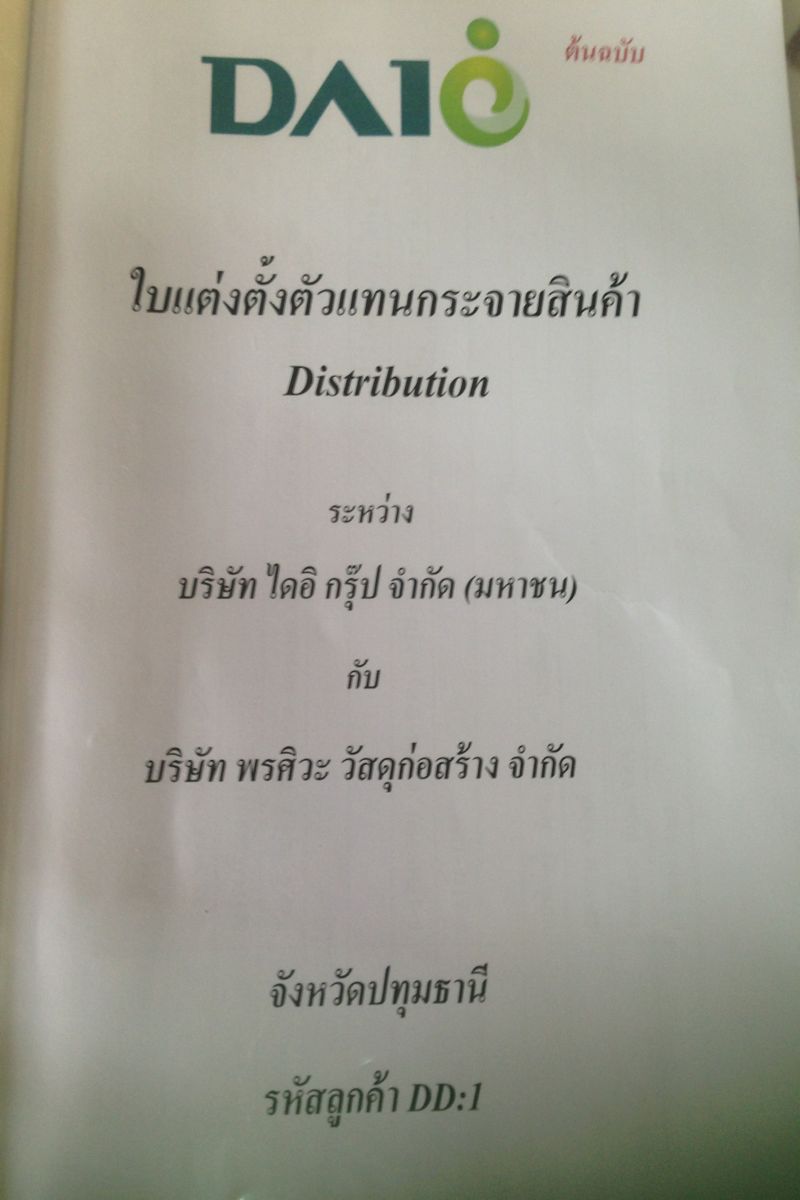 DAIO
ต้นฉบับ
ใบแต่งตั้งตัวแทนกระจายสินค้า
Distribution
ระหว่าง
บริษัท ไดอิ กรุ๊ป จำกัด (มหาชน)
กับ
บริษัท พรศิวะ วัสดุก่อสร้าง จำกัด
จังหวัดปทุมธานี
รหัสลูกค้า DD:1